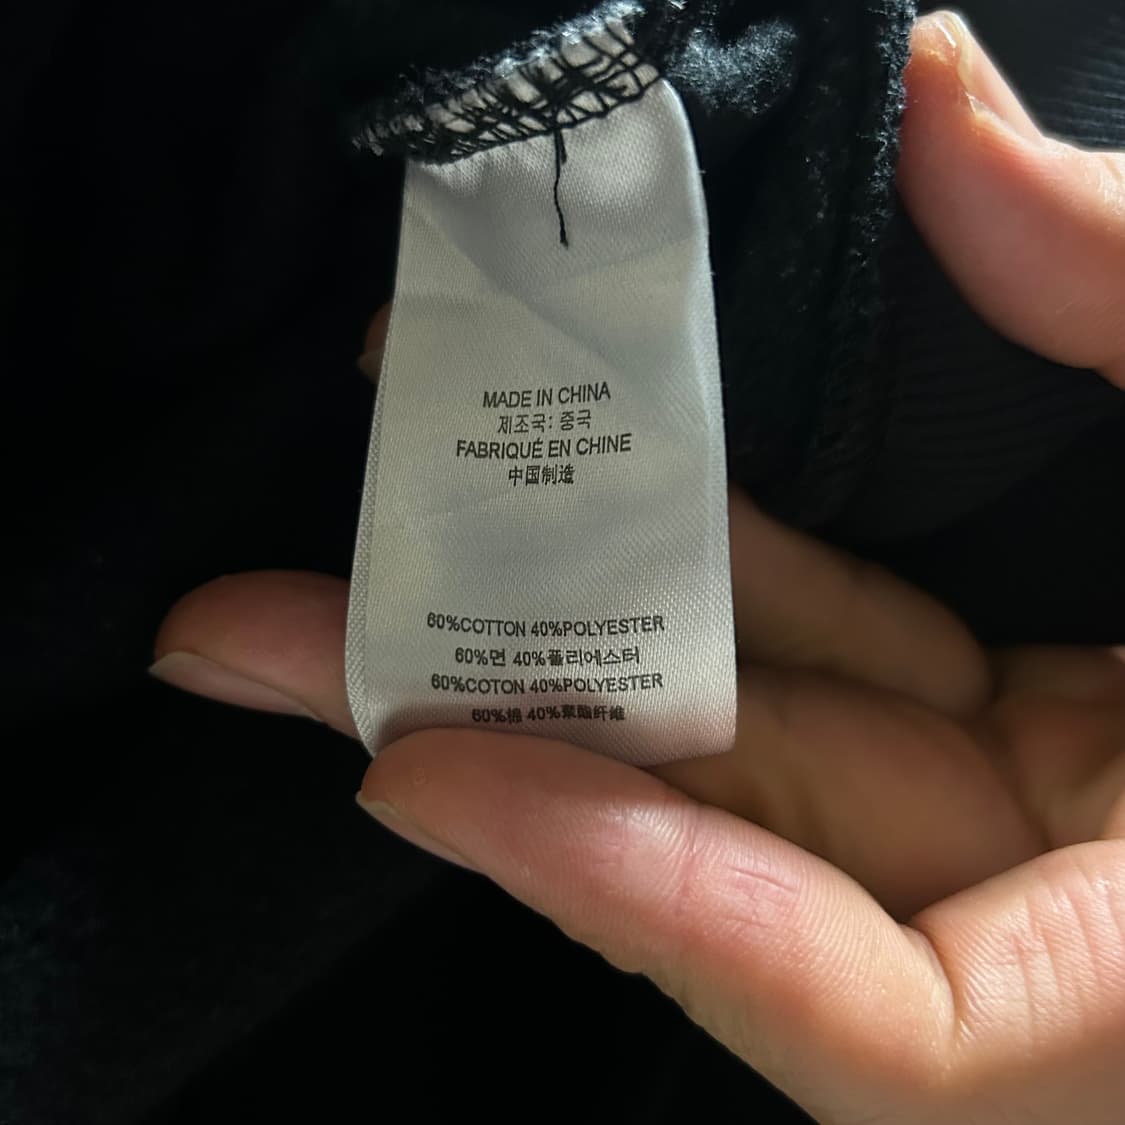 MADE IN CHINA
제조국: 중국
FABRIQUÉ EN CHINE
中国制造
60%COTTON 40%POLYESTER
60%면 40%폴리에스터
60%COTON 40%POLYESTER
60%棉 40%聚酯纤维